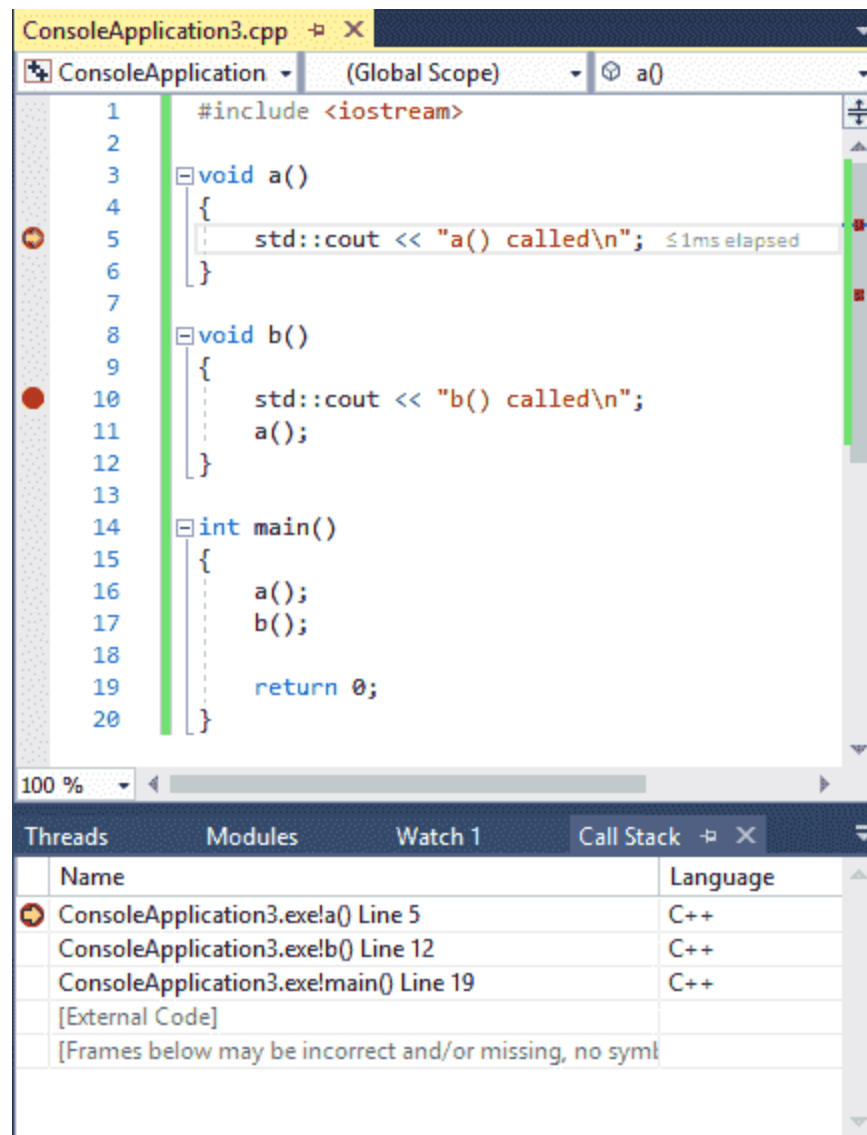 ConsoleApplication3.cpp
ConsoleApplication (Global Scope) a()
1 #include <iostream>
2
3 void a()
4 {
5 std::cout << "a() called\n"; ≤1ms elapsed
6 }
7
8 void b()
9 {
10 std::cout << "b() called\n";
11 a();
12 }
13
14 int main()
15 {
16 a();
17 b();
18
19 return 0;
20 }
100 %
Threads Modules Watch 1 Call Stack
Name Language
ConsoleApplication3.exe!a() Line 5 C++
ConsoleApplication3.exe!b() Line 12 C++
ConsoleApplication3.exe!main() Line 19 C++
[External Code]
[Frames below may be incorrect and/or missing, no symb